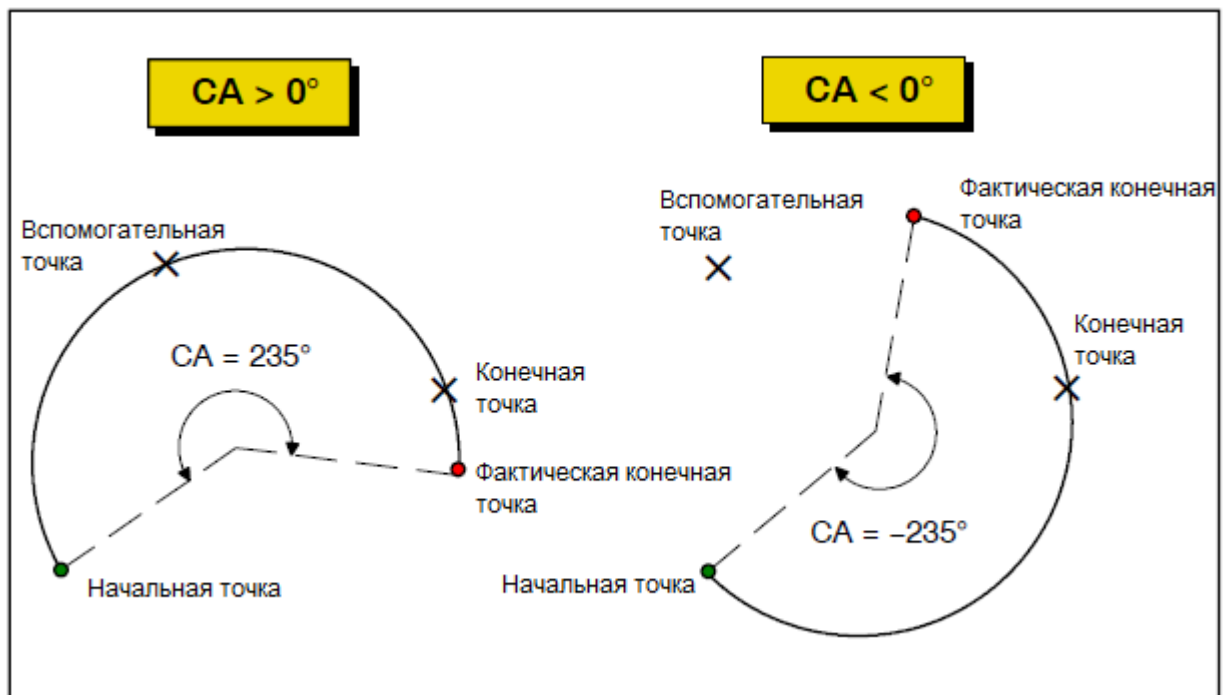 CA > 0°
CA < 0°
Вспомогательная
точка
CA = 235°
Конечная
точка
Фактическая конечная
точка
Начальная точка
Вспомогательная
точка
Фактическая конечная
точка
Конечная
точка
CA = −235°
Начальная точка